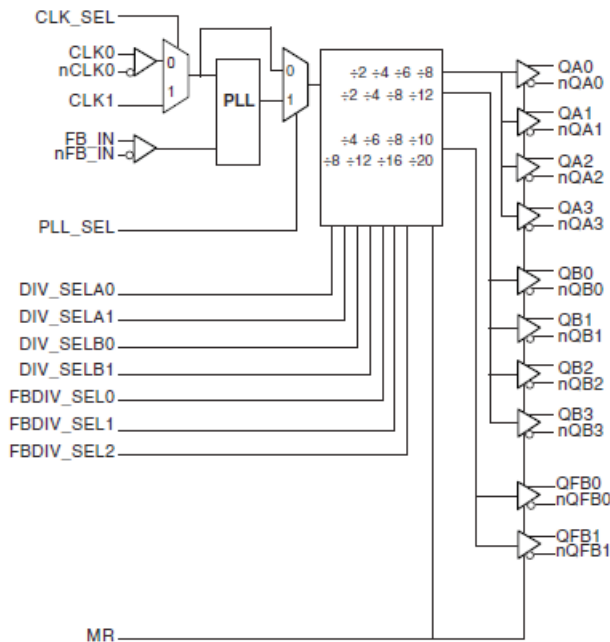 CLK_SEL
CLK0
nCLK0
0
CLK1
1
PLL
0
1
FB_IN
nFB_IN
PLL_SEL
÷2 ÷4 ÷6 ÷8
÷2 ÷4 ÷8 ÷12
÷4 ÷6 ÷8 ÷10
÷8 ÷12 ÷16 ÷20
DIV_SELA0
DIV_SELA1
DIV_SELB0
DIV_SELB1
FBDIV_SEL0
FBDIV_SEL1
FBDIV_SEL2
MR
QA0
nQA0
QA1
nQA1
QA2
nQA2
QA3
nQA3
QB0
nQB0
QB1
nQB1
QB2
nQB2
QB3
nQB3
QFB0
nQFB0
QFB1
nQFB1